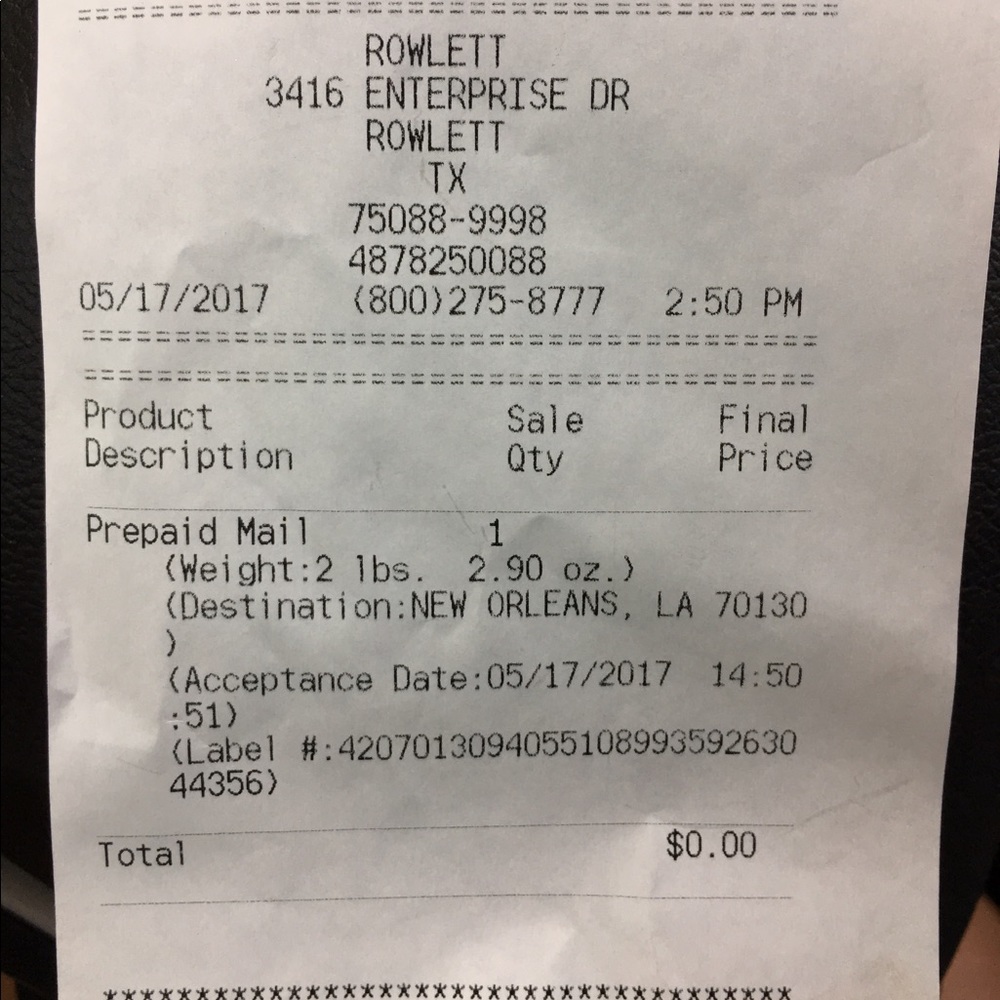 ROWLETT
3416 ENTERPRISE DR
ROWLETT
TX
75088-9998
4878250088
05/17/2017 (800)275-8777 2:50 PM
Product Sale Final
Description Qty Price
Prepaid Mail 1
(Weight:2 lbs. 2.90 oz.)
(Destination:NEW ORLEANS, LA 70130
)
(Acceptance Date:05/17/2017 14:50
:51)
(Label #:4207013094055108993592630
44356)
Total $0.00